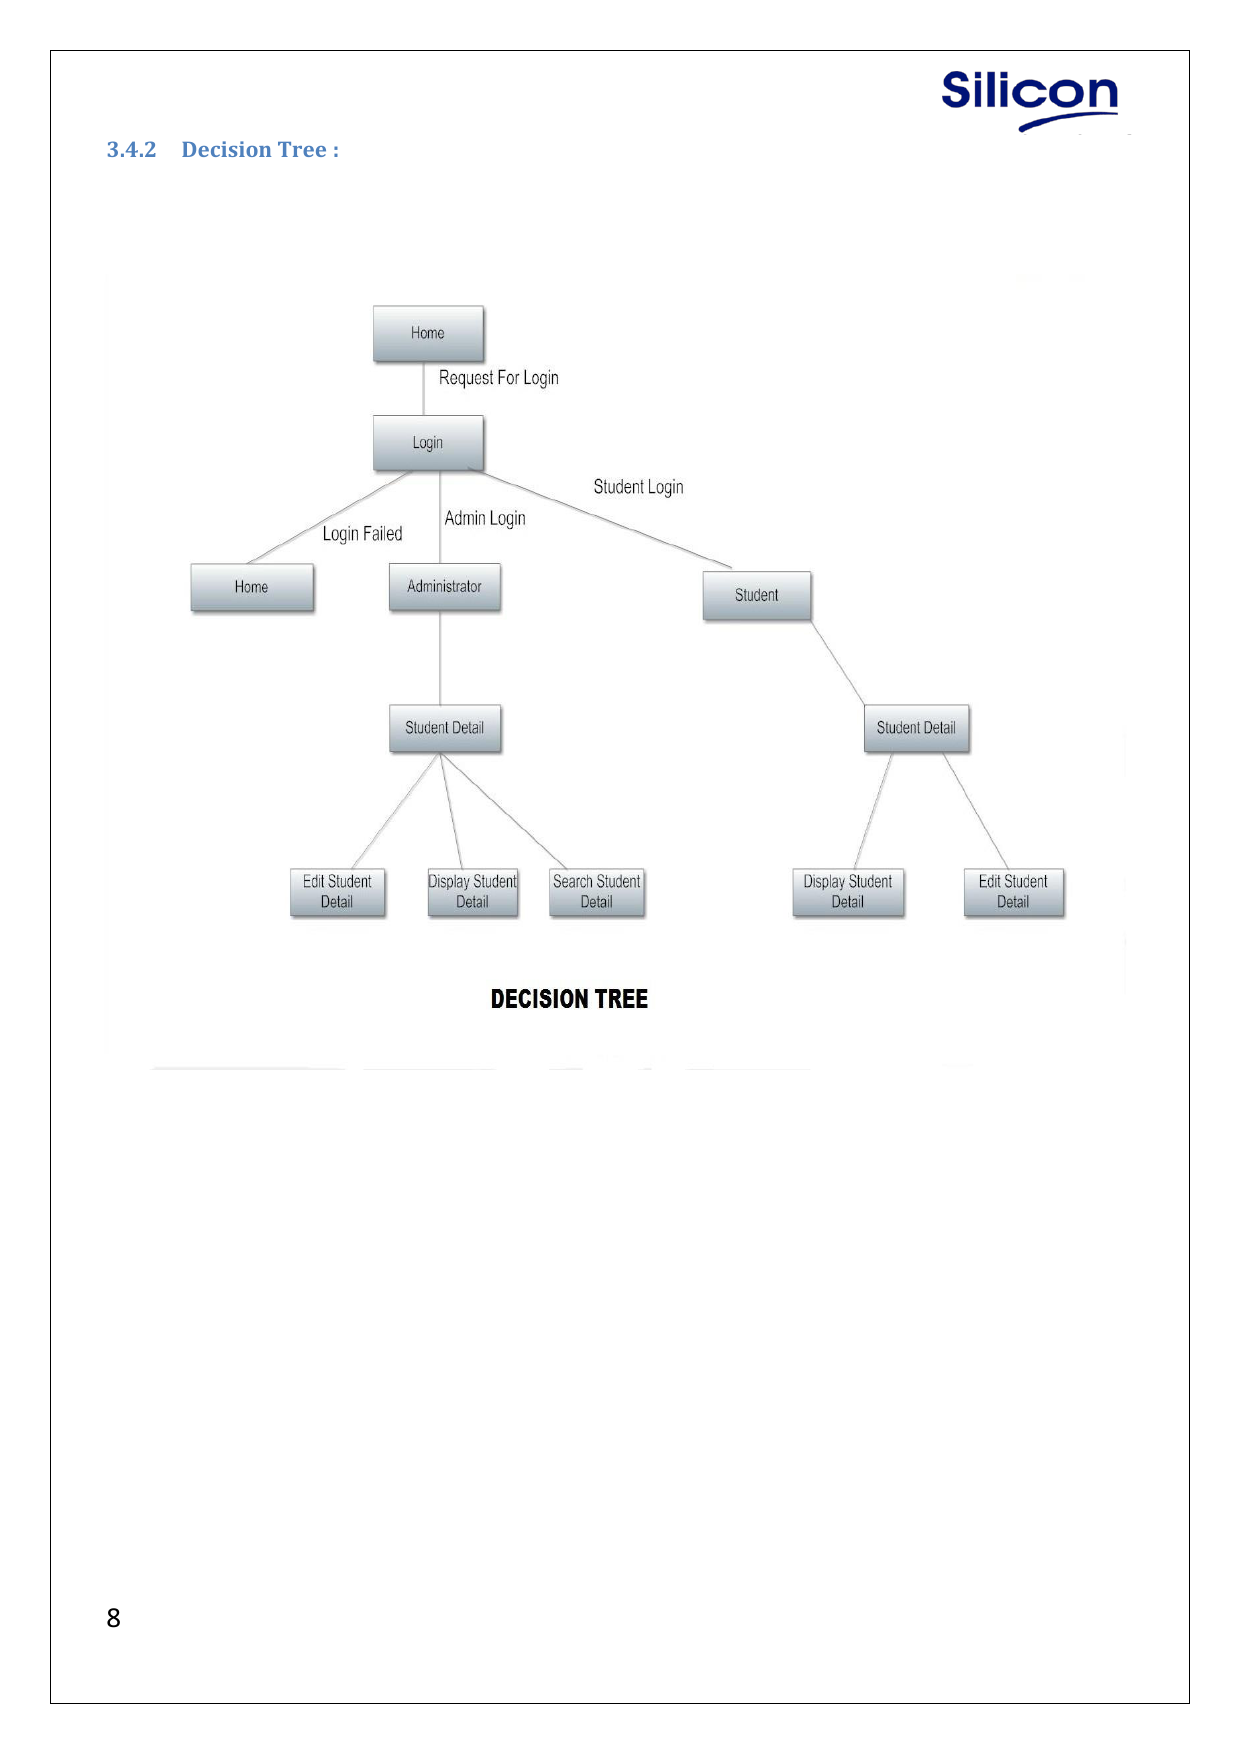 Silicon
3.4.2 Decision Tree :
Home
Request For Login
Login
Student Login
Admin Login
Login Failed
Home
Administrator
Student
Student Detail
Student Detail
Edit Student
Detail
Display Student
Detail
Search Student
Detail
Display Student
Detail
Edit Student
Detail
DECISION TREE
8